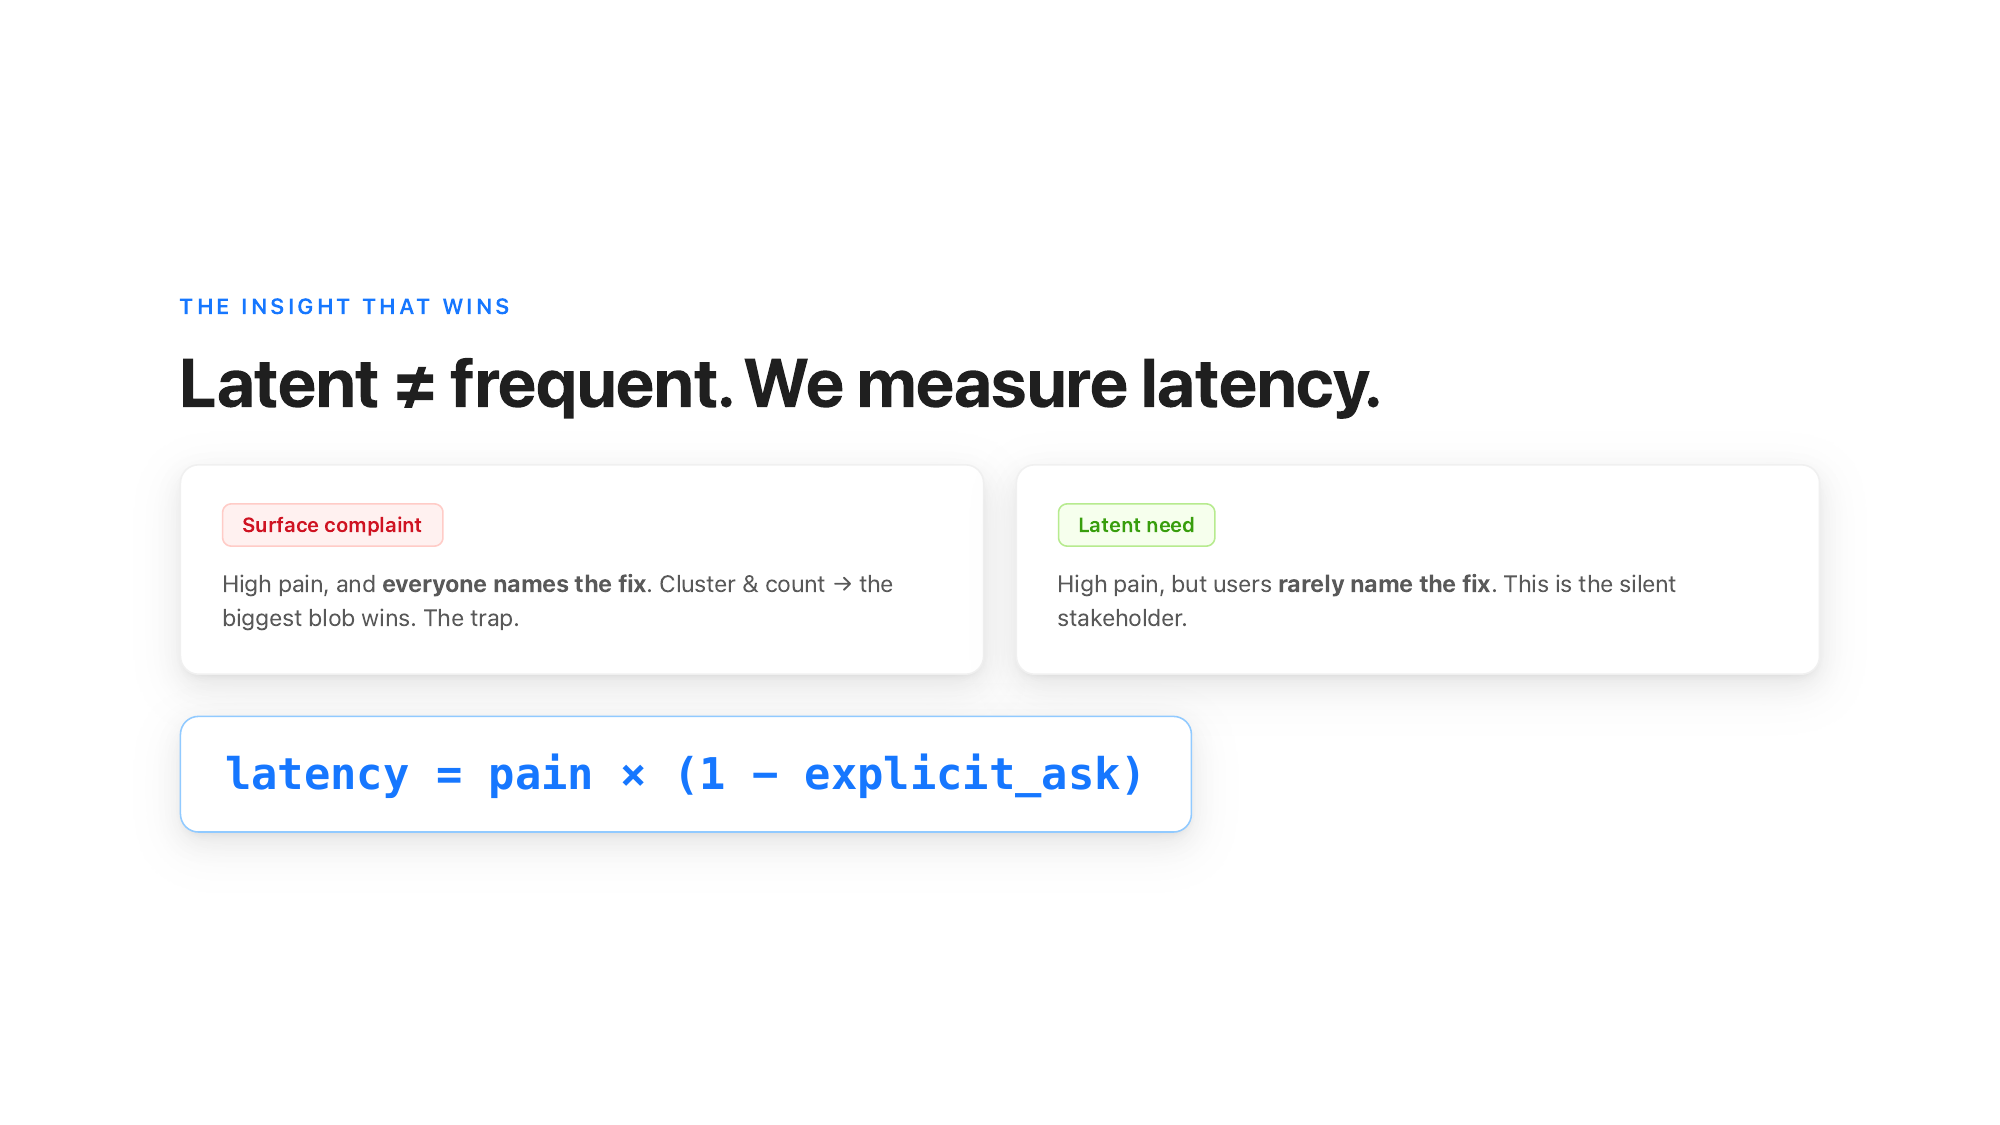 THE INSIGHT THAT WINS
Latent ≠ frequent. We measure latency.
Surface complaint
High pain, and everyone names the fix. Cluster & count → the
biggest blob wins. The trap.
Latent need
High pain, but users rarely name the fix. This is the silent
stakeholder.
latency = pain × (1 − explicit_ask)